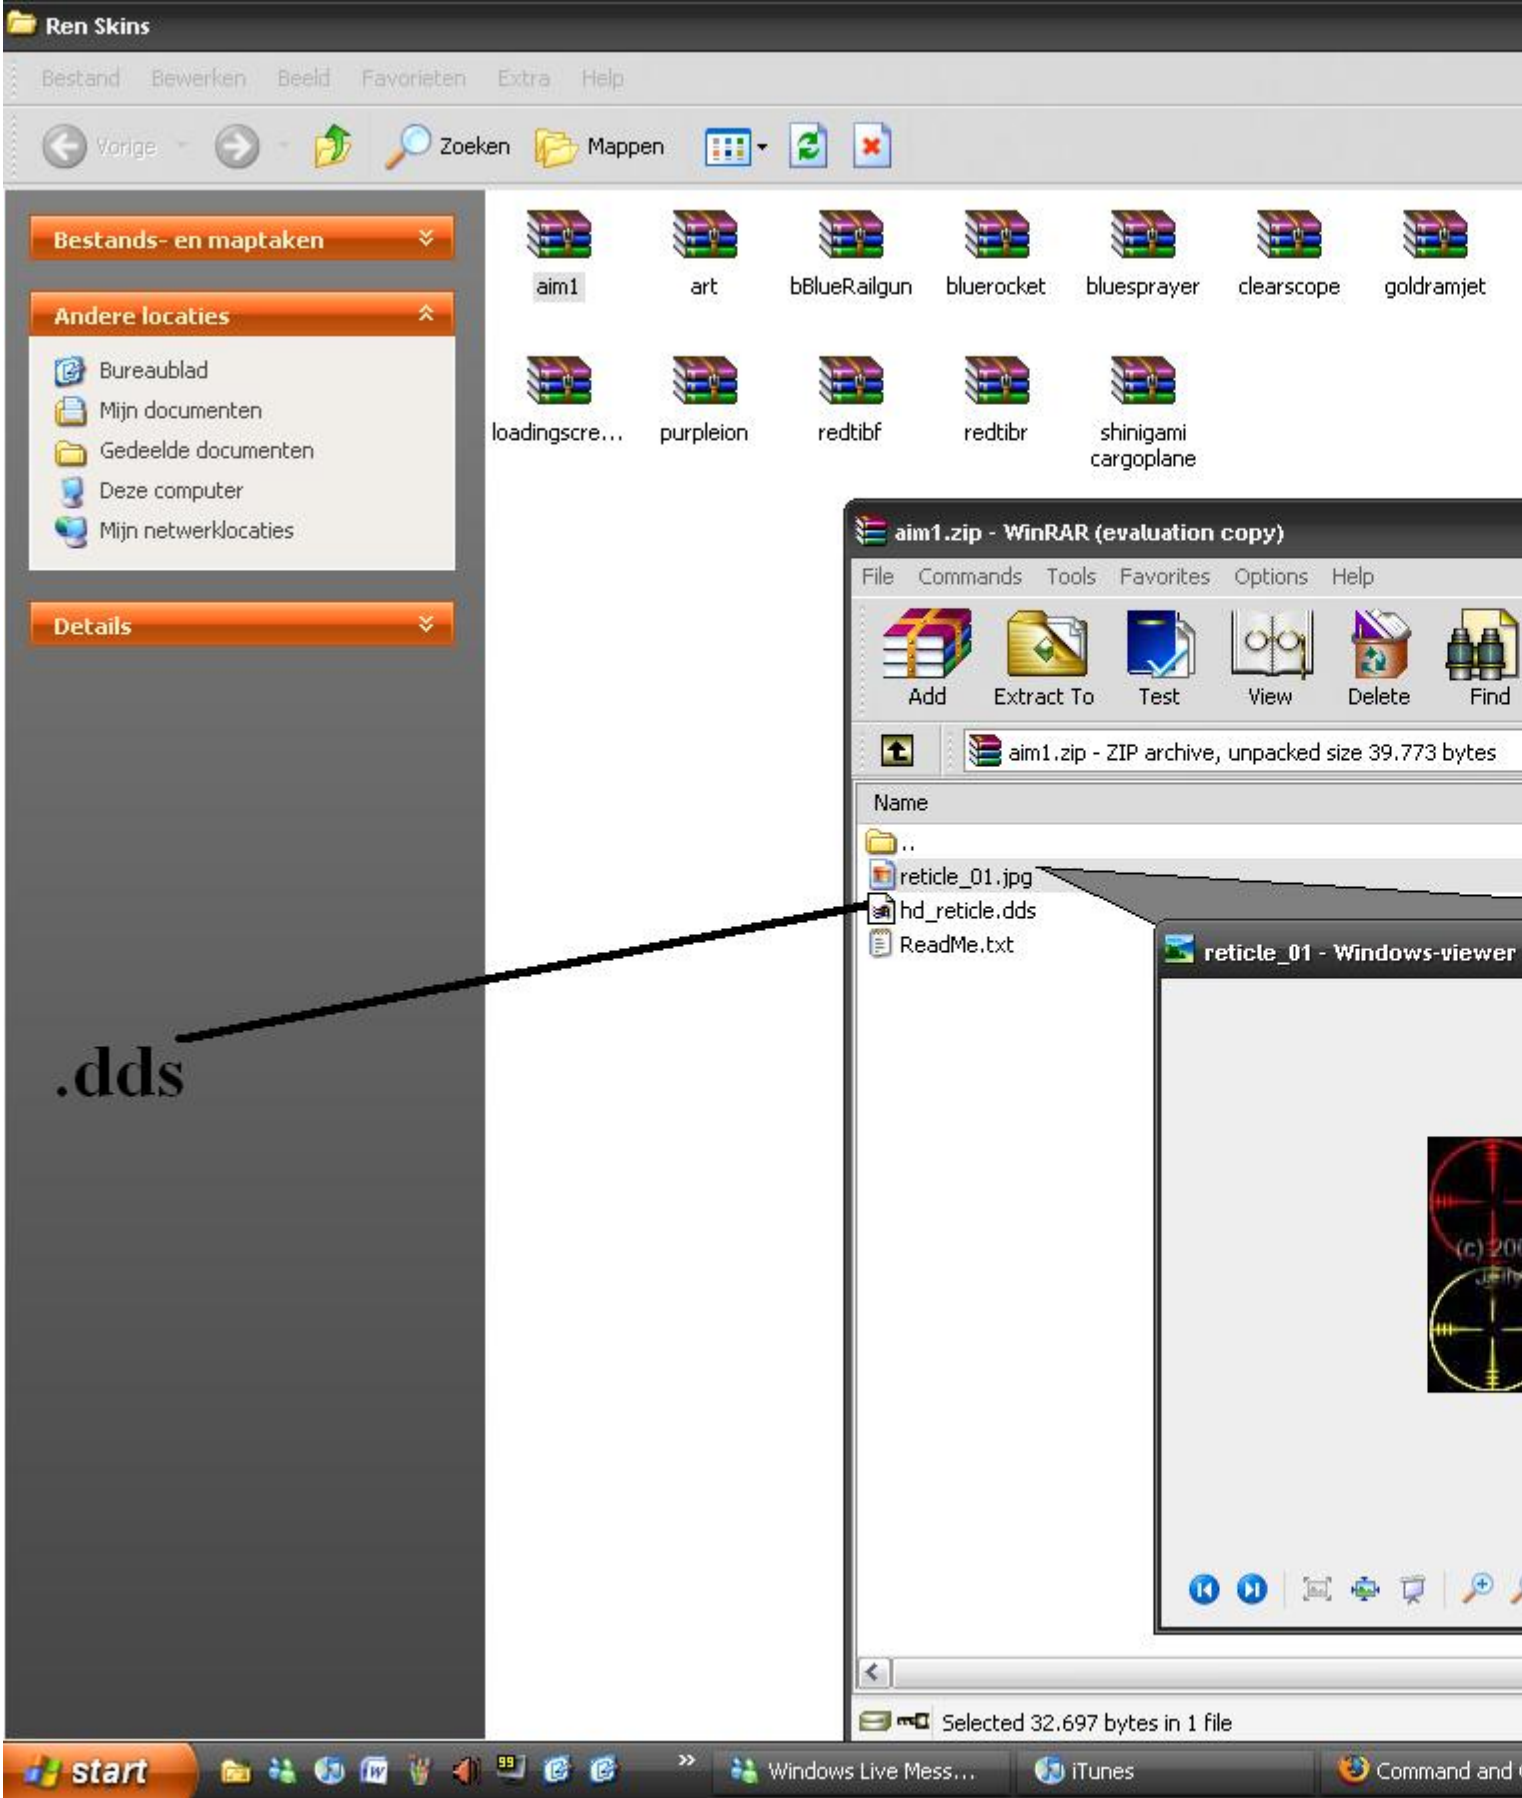 Ren Skins
Bestand Bewerken Beeld Favorieten Extra Help
Vorige Zoeken Mappen
Bestands- en maptaken
Andere locaties
Bureaublad
Mijn documenten
Gedeelde documenten
Deze computer
Mijn netwerklocaties
Details
aim1 art bBlueRailgun bluerocket bluesprayer clearscope goldramjet
loadingscre... purpleion redtibf redtibr shinigami
cargoplane
aim1.zip - WinRAR (evaluation copy)
File Commands Tools Favorites Options Help
Add Extract To Test View Delete Find
aim1.zip - ZIP archive, unpacked size 39.773 bytes
Name
..
reticle_01.jpg
hd_reticle.dds
ReadMe.txt
reticle_01 - Windows-viewer
(c) 200
.dds
Selected 32.697 bytes in 1 file
start 99 Windows Live Mess... iTunes Command and